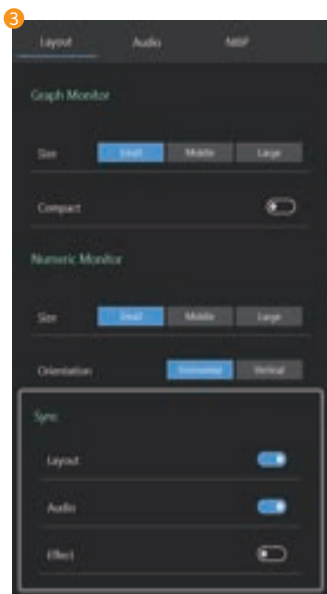 3
Layout Audio NIBP
Graph Monitor
Size Small Middle Large
Compact
Numeric Monitor
Size Small Middle Large
Orientation Horizontal Vertical
Sync
Layout
Audio
Effect